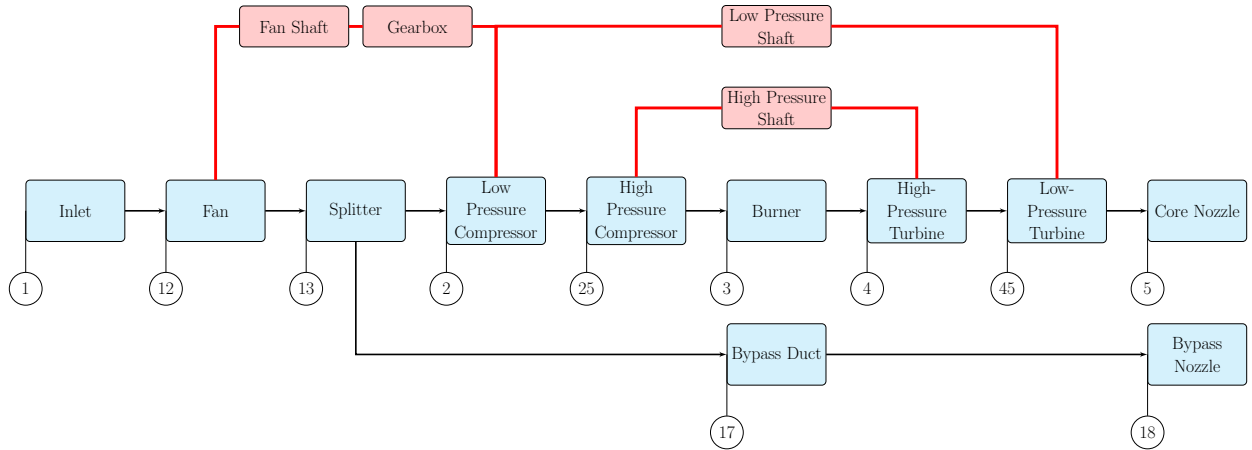 Fan Shaft
Gearbox
Low Pressure
Shaft
High Pressure
Shaft
Inlet
Fan
Splitter
Low
Pressure
Compressor
High
Pressure
Compressor
Burner
High-
Pressure
Turbine
Low-
Pressure
Turbine
Core Nozzle
1
12
13
2
25
3
4
45
5
Bypass Duct
Bypass
Nozzle
17
18